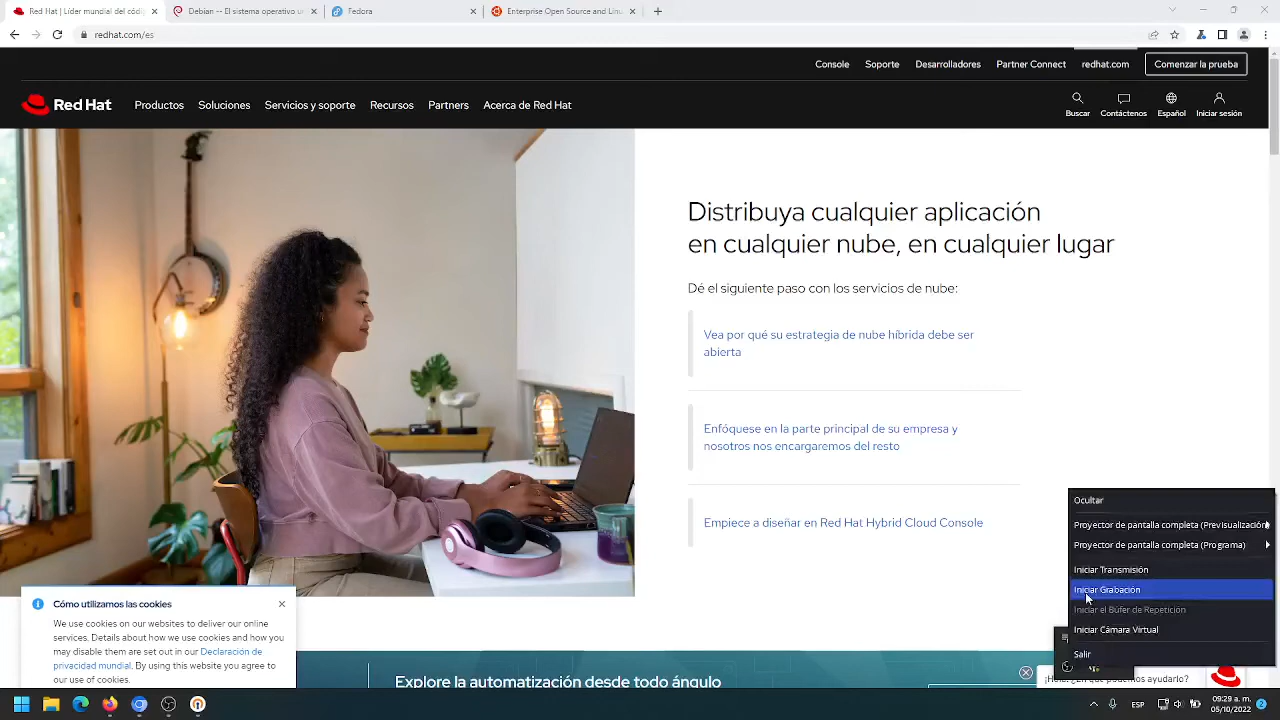 Red Hat | Líder mundial del códi
Debian -- El sistema operativo u
Fedora
Enterprise Open Source and Linu
redhat.com/es
Console
Soporte
Desarrolladores
Partner Connect
redhat.com
Comenzar la prueba
Red Hat
Productos
Soluciones
Servicios y soporte
Recursos
Partners
Acerca de Red Hat
Buscar
Contáctenos
Español
Iniciar sesión
Distribuya cualquier aplicación
en cualquier nube, en cualquier lugar
Dé el siguiente paso con los servicios de nube:
Vea por qué su estrategia de nube híbrida debe ser
abierta
Enfóquese en la parte principal de su empresa y
nosotros nos encargaremos del resto
Empiece a diseñar en Red Hat Hybrid Cloud Console
Ocultar
Proyector de pantalla completa (Previsualización)
Proyector de pantalla completa (Programa)
Iniciar Transmisión
Iniciar Grabación
Iniciar el Búfer de Repetición
Iniciar Cámara Virtual
Salir
Cómo utilizamos las cookies
We use cookies on our websites to deliver our online
services. Details about how we use cookies and how you
may disable them are set out in our Declaración de
privacidad mundial. By using this website you agree to
our use of cookies.
Explore la automatización desde todo ángulo
podemos ayudarlo?
09:29 a. m.
05/10/2022
2